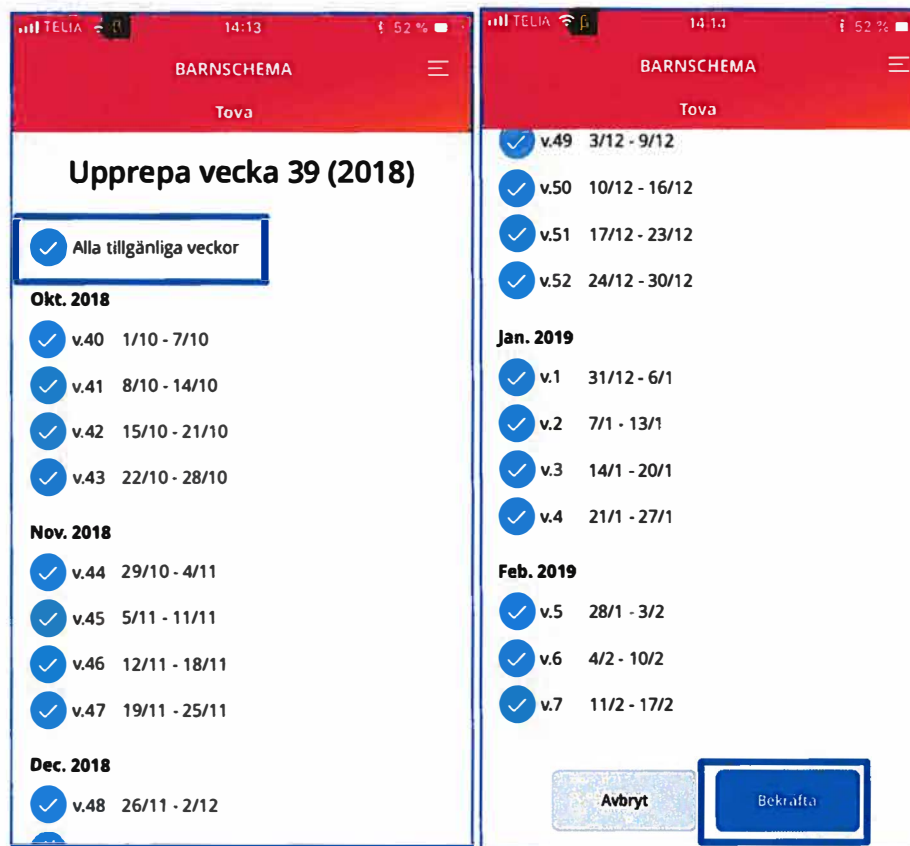 TELIA 14:13 52 %
BARNSCHEMA
Tova
Upprepa vecka 39 (2018)
Alla tillgänliga veckor
Okt. 2018
v.40 1/10 - 7/10
v.41 8/10 - 14/10
v.42 15/10 - 21/10
v.43 22/10 - 28/10
Nov. 2018
v.44 29/10 - 4/11
v.45 5/11 - 11/11
v.46 12/11 - 18/11
v.47 19/11 - 25/11
Dec. 2018
v.48 26/11 - 2/12
TELIA 14:14 52 %
BARNSCHEMA
Tova
v.49 3/12 - 9/12
v.50 10/12 - 16/12
v.51 17/12 - 23/12
v.52 24/12 - 30/12
Jan. 2019
v.1 31/12 - 6/1
v.2 7/1 - 13/1
v.3 14/1 - 20/1
v.4 21/1 - 27/1
Feb. 2019
v.5 28/1 - 3/2
v.6 4/2 - 10/2
v.7 11/2 - 17/2
Avbryt Bekräfta